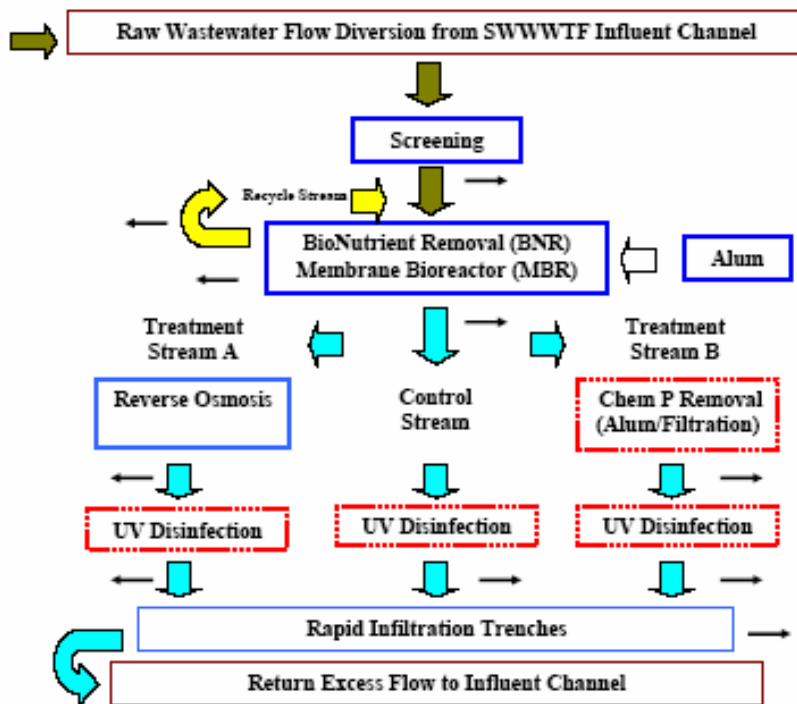 Raw Wastewater Flow Diversion from SWWWTF Influent Channel
Screening
Recycle Stream
BioNutrient Removal (BNR)
Membrane Bioreactor (MBR)
Alum
Treatment
Stream A
Treatment
Stream B
Reverse Osmosis
Control
Stream
Chem P Removal
(Alum/Filtration)
UV Disinfection
UV Disinfection
UV Disinfection
Rapid Infiltration Trenches
Return Excess Flow to Influent Channel